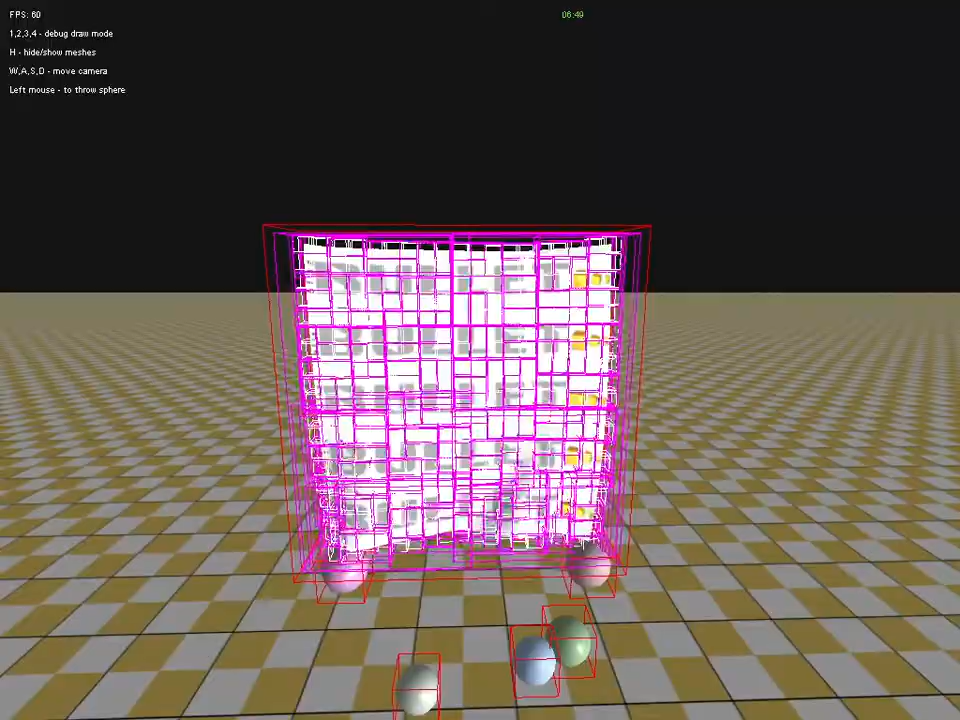 FPS: 60
06:49
1,2,3,4 - debug draw mode
H - hide/show meshes
W,A,S,D - move camera
Left mouse - to throw sphere